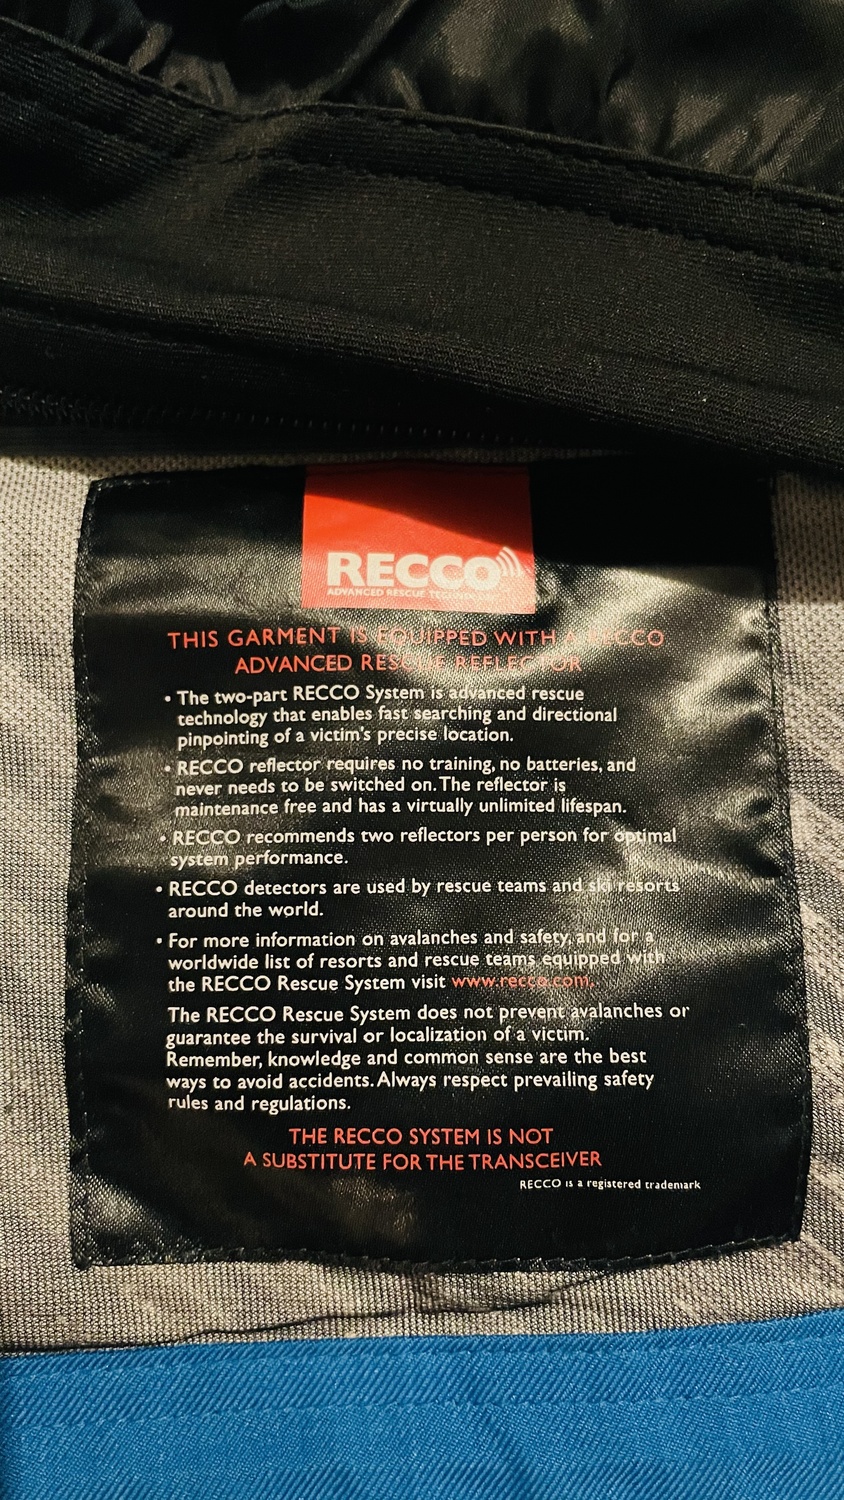 RECCO
ADVANCED RESCUE TECHNOLOGY
THIS GARMENT IS EQUIPPED WITH A RECCO
ADVANCED RESCUE REFLECTOR
• The two-part RECCO System is advanced rescue
technology that enables fast searching and directional
pinpointing of a victim's precise location.
• RECCO reflector requires no training, no batteries, and
never needs to be switched on. The reflector is
maintenance free and has a virtually unlimited lifespan.
• RECCO recommends two reflectors per person for optimal
system performance.
• RECCO detectors are used by rescue teams and ski resorts
around the world.
• For more information on avalanches and safety, and for a
worldwide list of resorts and rescue teams equipped with
the RECCO Rescue System visit www.recco.com.
The RECCO Rescue System does not prevent avalanches or
guarantee the survival or localization of a victim.
Remember, knowledge and common sense are the best
ways to avoid accidents. Always respect prevailing safety
rules and regulations.
THE RECCO SYSTEM IS NOT
A SUBSTITUTE FOR THE TRANSCEIVER
RECCO is a registered trademark